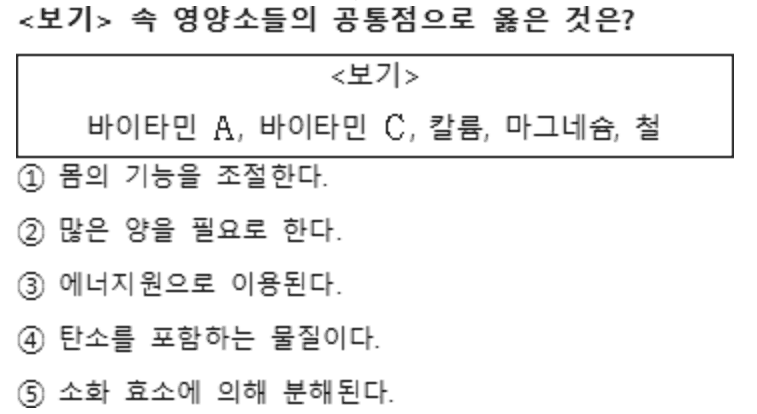 <보기> 속 영양소들의 공통점으로 옳은 것은?
<보기>
바이타민 A, 바이타민 C, 칼륨, 마그네슘, 철
① 몸의 기능을 조절한다.
② 많은 양을 필요로 한다.
③ 에너지원으로 이용된다.
④ 탄소를 포함하는 물질이다.
⑤ 소화 효소에 의해 분해된다.